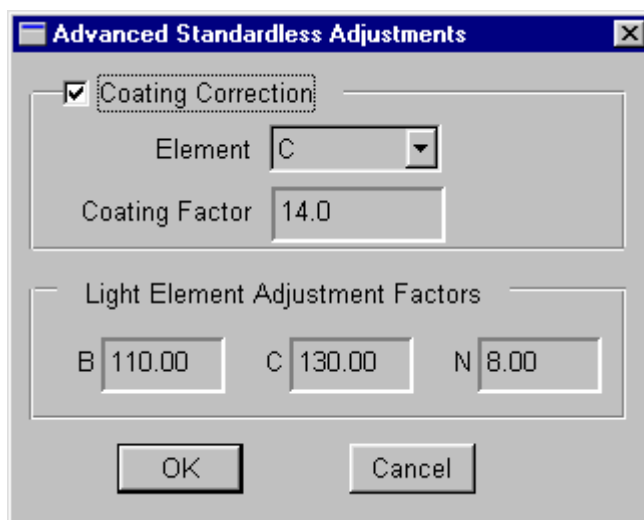 Advanced Standardless Adjustments
Coating Correction
Element C
Coating Factor 14.0
Light Element Adjustment Factors
B 110.00 C 130.00 N 8.00
OK Cancel